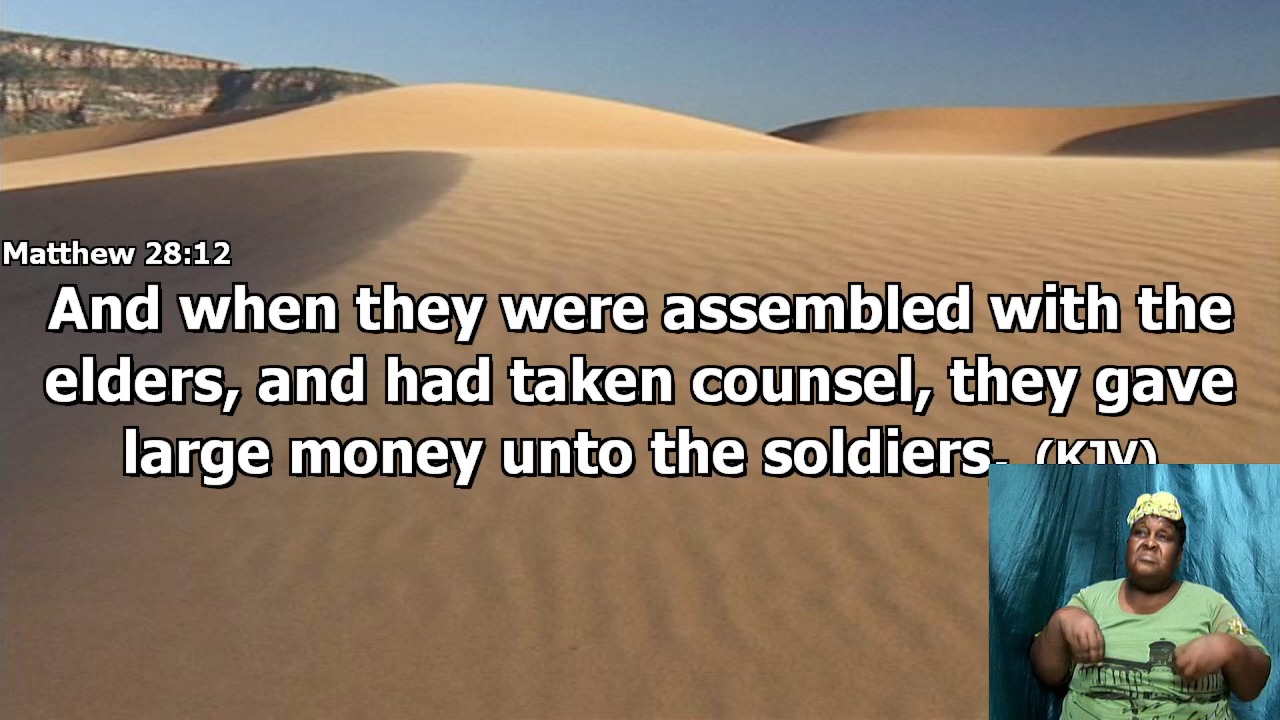 Matthew 28:12
And when they were assembled with the
elders, and had taken counsel, they gave
large money unto the soldiers, (KJV)